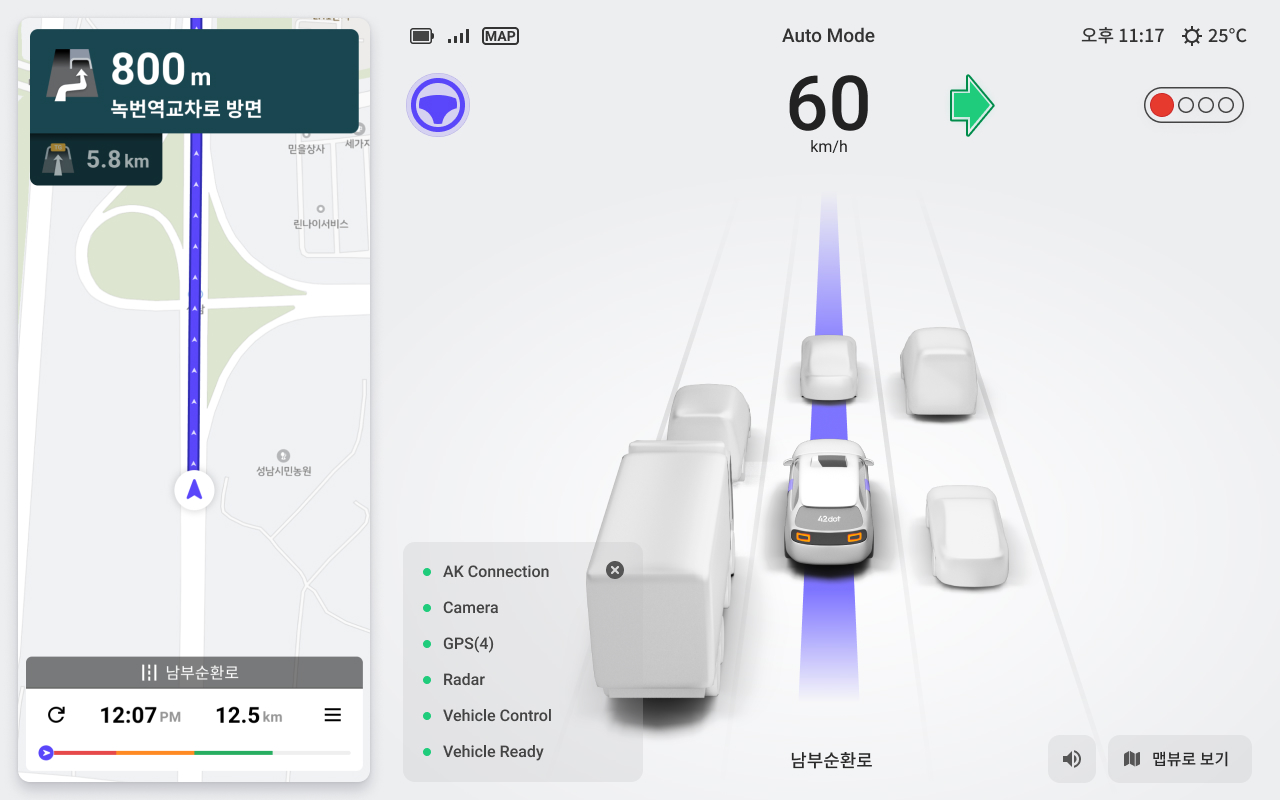 800 m
녹번역교차로 방면
5.8 km
믿을상사
세가지
린나이서비스
성남시민농원
남부순환로
12:07 PM
12.5 km
MAP
Auto Mode
오후 11:17
25°C
60
km/h
42dot
AK Connection
Camera
GPS(4)
Radar
Vehicle Control
Vehicle Ready
남부순환로
맵뷰로 보기